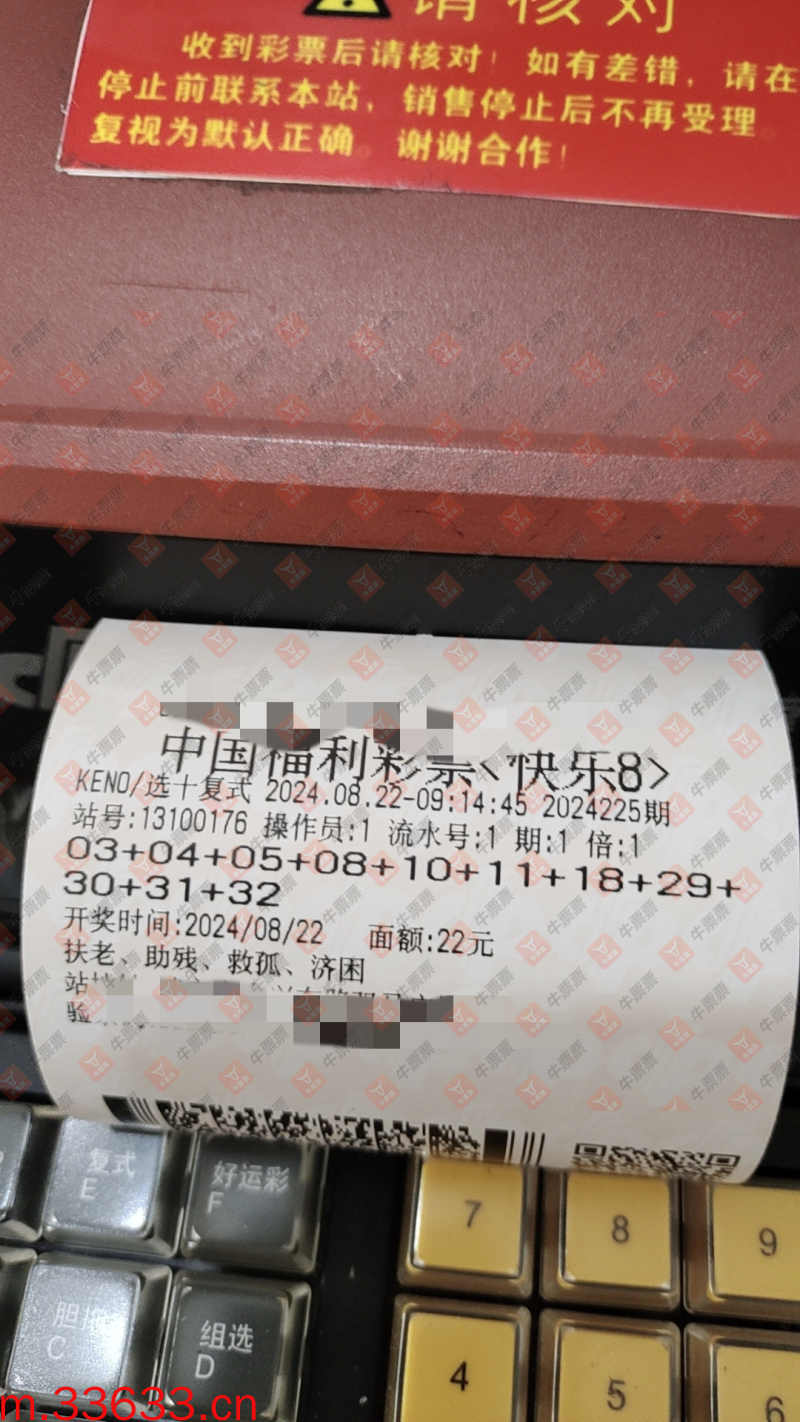 请核对
收到彩票后请核对！如有差错，请在
停止前联系本站，销售停止后不再受理
复视为默认正确。谢谢合作！
中国福利彩票<快乐8>
KENO/选十复式 2024.08.22-09:14:45 2024225期
站号:13100176 操作员:1 流水号:1 期:1 倍:1
03+04+05+08+10+11+18+29+
30+31+32
开奖时间:2024/08/22 面额:22元
扶老、助残、救孤、济困
站
验
复式
E
好运彩
F
7
8
9
胆拖
C
组选
D
4
5
6
牛票票
m.33633.cn